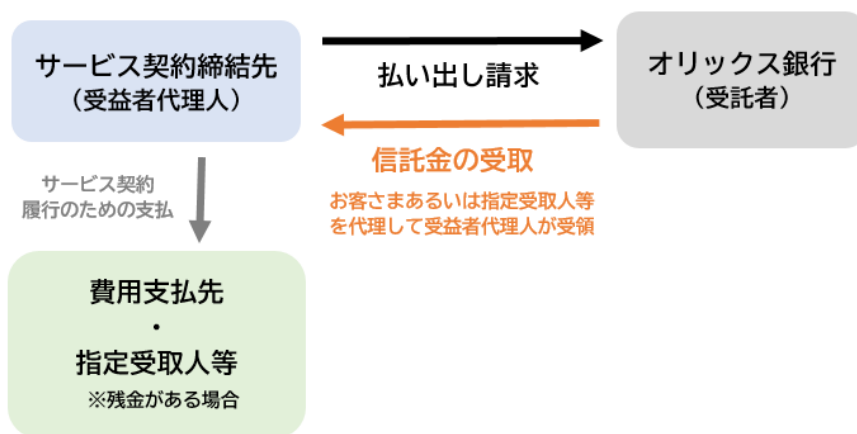 サービス契約締結先
（受益者代理人）
払い出し請求
オリックス銀行
（受託者）
信託金の受取
お客さまあるいは指定受取人等
を代理して受益者代理人が受領
サービス契約
履行のための支払
費用支払先
・
指定受取人等
※残金がある場合